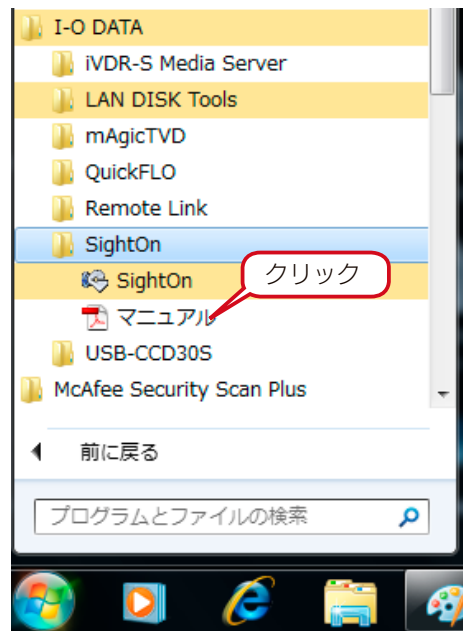 I-O DATA
iVDR-S Media Server
LAN DISK Tools
mAgicTVD
QuickFLO
Remote Link
SightOn
SightOn
クリック
マニュアル
USB-CCD30S
McAfee Security Scan Plus
前に戻る
プログラムとファイルの検索